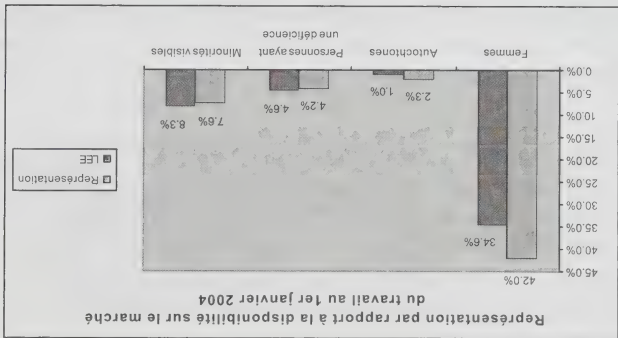 Représentation par rapport à la disponibilité sur le marché
du travail au 1er janvier 2004
45.0%
40.0%
35.0%
30.0%
25.0%
20.0%
15.0%
10.0%
5.0%
0.0%
42.0%
34.6%
2.3%
1.0%
4.2%
4.6%
7.6%
8.3%
Femmes
Autochtones
Personnes ayant
une déficience
Minorités visibles
Représentation
LEE